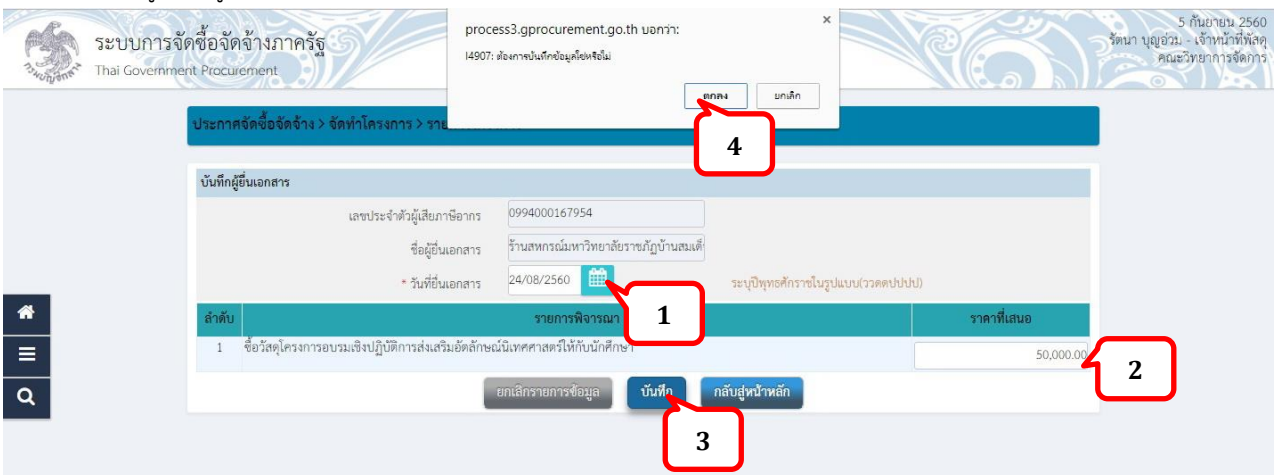 ระบบการจัดซื้อจัดจ้างภาครัฐ
Thai Government Procurement
process3.gprocurement.go.th บอกว่า:
×
I4907: ต้องการบันทึกข้อมูลใช่หรือไม่
ตกลง ยกเลิก
5 กันยายน 2560
รัตนา บุญอ่วม - เจ้าหน้าที่พัสดุ
คณะวิทยาการจัดการ
4
ประกาศจัดซื้อจัดจ้าง > จัดทำโครงการ >
บันทึกผู้ยื่นเอกสาร
เลขประจำตัวผู้เสียภาษีอากร 0994000167954
ชื่อผู้ยื่นเอกสาร ร้านสหกรณ์มหาวิทยาลัยราชภัฏบ้านสมเด็
* วันที่ยื่นเอกสาร 24/08/2560 ระบุปีพุทธศักราชในรูปแบบ(ววดดปปปป)
1
ลำดับ รายการพิจารณา ราคาที่เสนอ
1 ซื้อวัสดุโครงการอบรมเชิงปฏิบัติการส่งเสริมอัตลักษณ์นิเทศศาสตร์ให้กับนักศึกษา 50,000.00
2
ยกเลิกรายการข้อมูล บันทึก กลับสู่หน้าหลัก
3